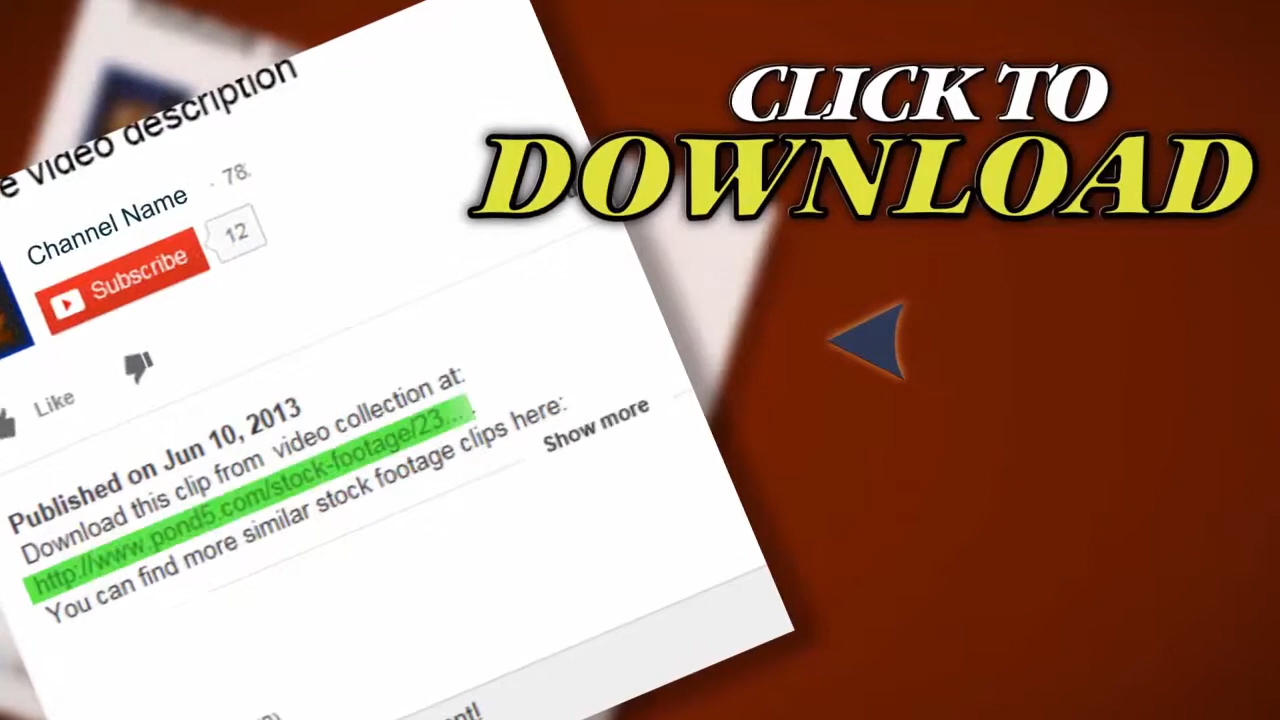 CLICK TO
DOWNLOAD
e video description
Channel Name
78
Subscribe
12
Like
Published on Jun 10, 2013
Download this clip from video collection at:
http://www.pond5.com/stock-footage/23...
You can find more similar stock footage clips here:
Show more